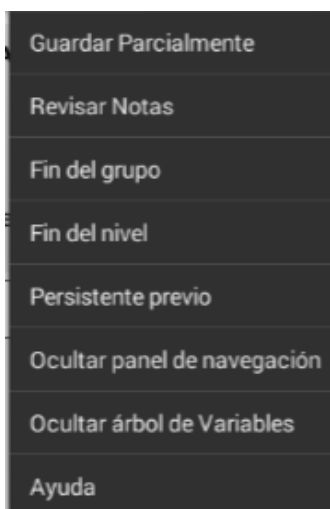 Guardar Parcialmente
Revisar Notas
Fin del grupo
Fin del nivel
Persistente previo
Ocultar panel de navegación
Ocultar árbol de Variables
Ayuda